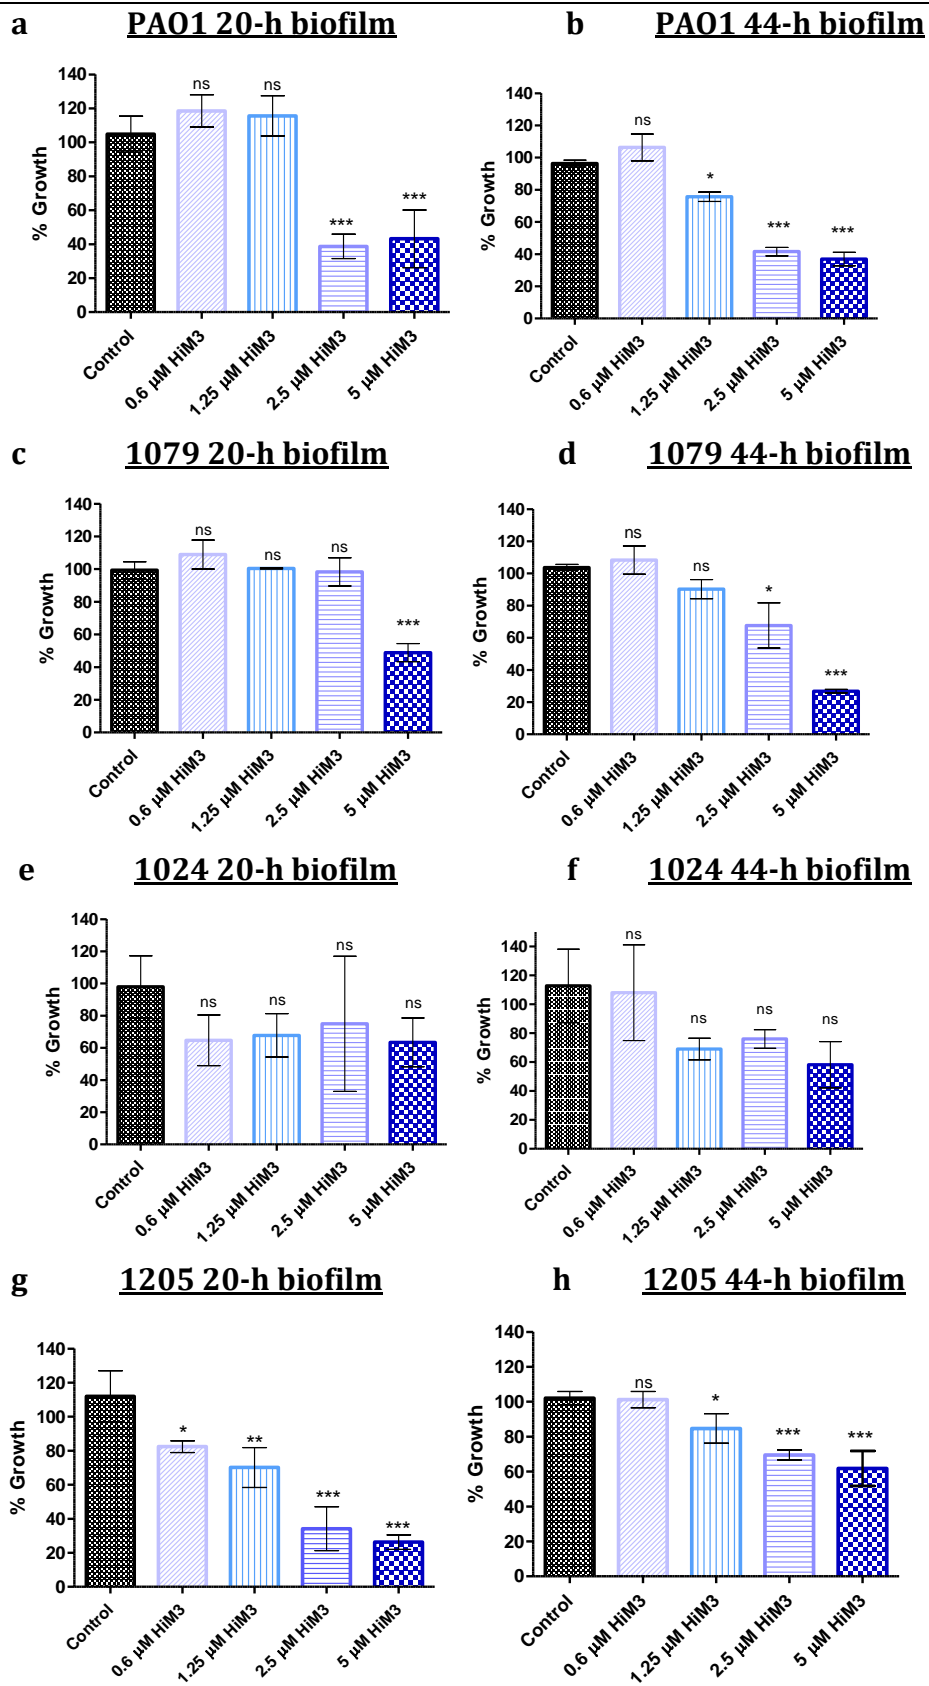 a PAO1 20-h biofilm
% Growth
140
120
100
80
60
40
20
0
ns
ns
***
***
Control
0.6 µM HiM3
1.25 µM HiM3
2.5 µM HiM3
5 µM HiM3
b PAO1 44-h biofilm
% Growth
140
120
100
80
60
40
20
0
ns
*
***
***
Control
0.6 µM HiM3
1.25 µM HiM3
2.5 µM HiM3
5 µM HiM3
c 1079 20-h biofilm
% Growth
140
120
100
80
60
40
20
0
ns
ns
ns
***
Control
0.6 µM HiM3
1.25 µM HiM3
2.5 µM HiM3
5 µM HiM3
d 1079 44-h biofilm
% Growth
140
120
100
80
60
40
20
0
ns
ns
*
***
Control
0.6 µM HiM3
1.25 µM HiM3
2.5 µM HiM3
5 µM HiM3
e 1024 20-h biofilm
% Growth
140
120
100
80
60
40
20
0
ns
ns
ns
ns
Control
0.6 µM HiM3
1.25 µM HiM3
2.5 µM HiM3
5 µM HiM3
f 1024 44-h biofilm
% Growth
140
120
100
80
60
40
20
0
ns
ns
ns
ns
Control
0.6 µM HiM3
1.25 µM HiM3
2.5 µM HiM3
5 µM HiM3
g 1205 20-h biofilm
% Growth
140
120
100
80
60
40
20
0
*
**
***
***
Control
0.6 µM HiM3
1.25 µM HiM3
2.5 µM HiM3
5 µM HiM3
h 1205 44-h biofilm
% Growth
140
120
100
80
60
40
20
0
ns
*
***
***
Control
0.6 µM HiM3
1.25 µM HiM3
2.5 µM HiM3
5 µM HiM3